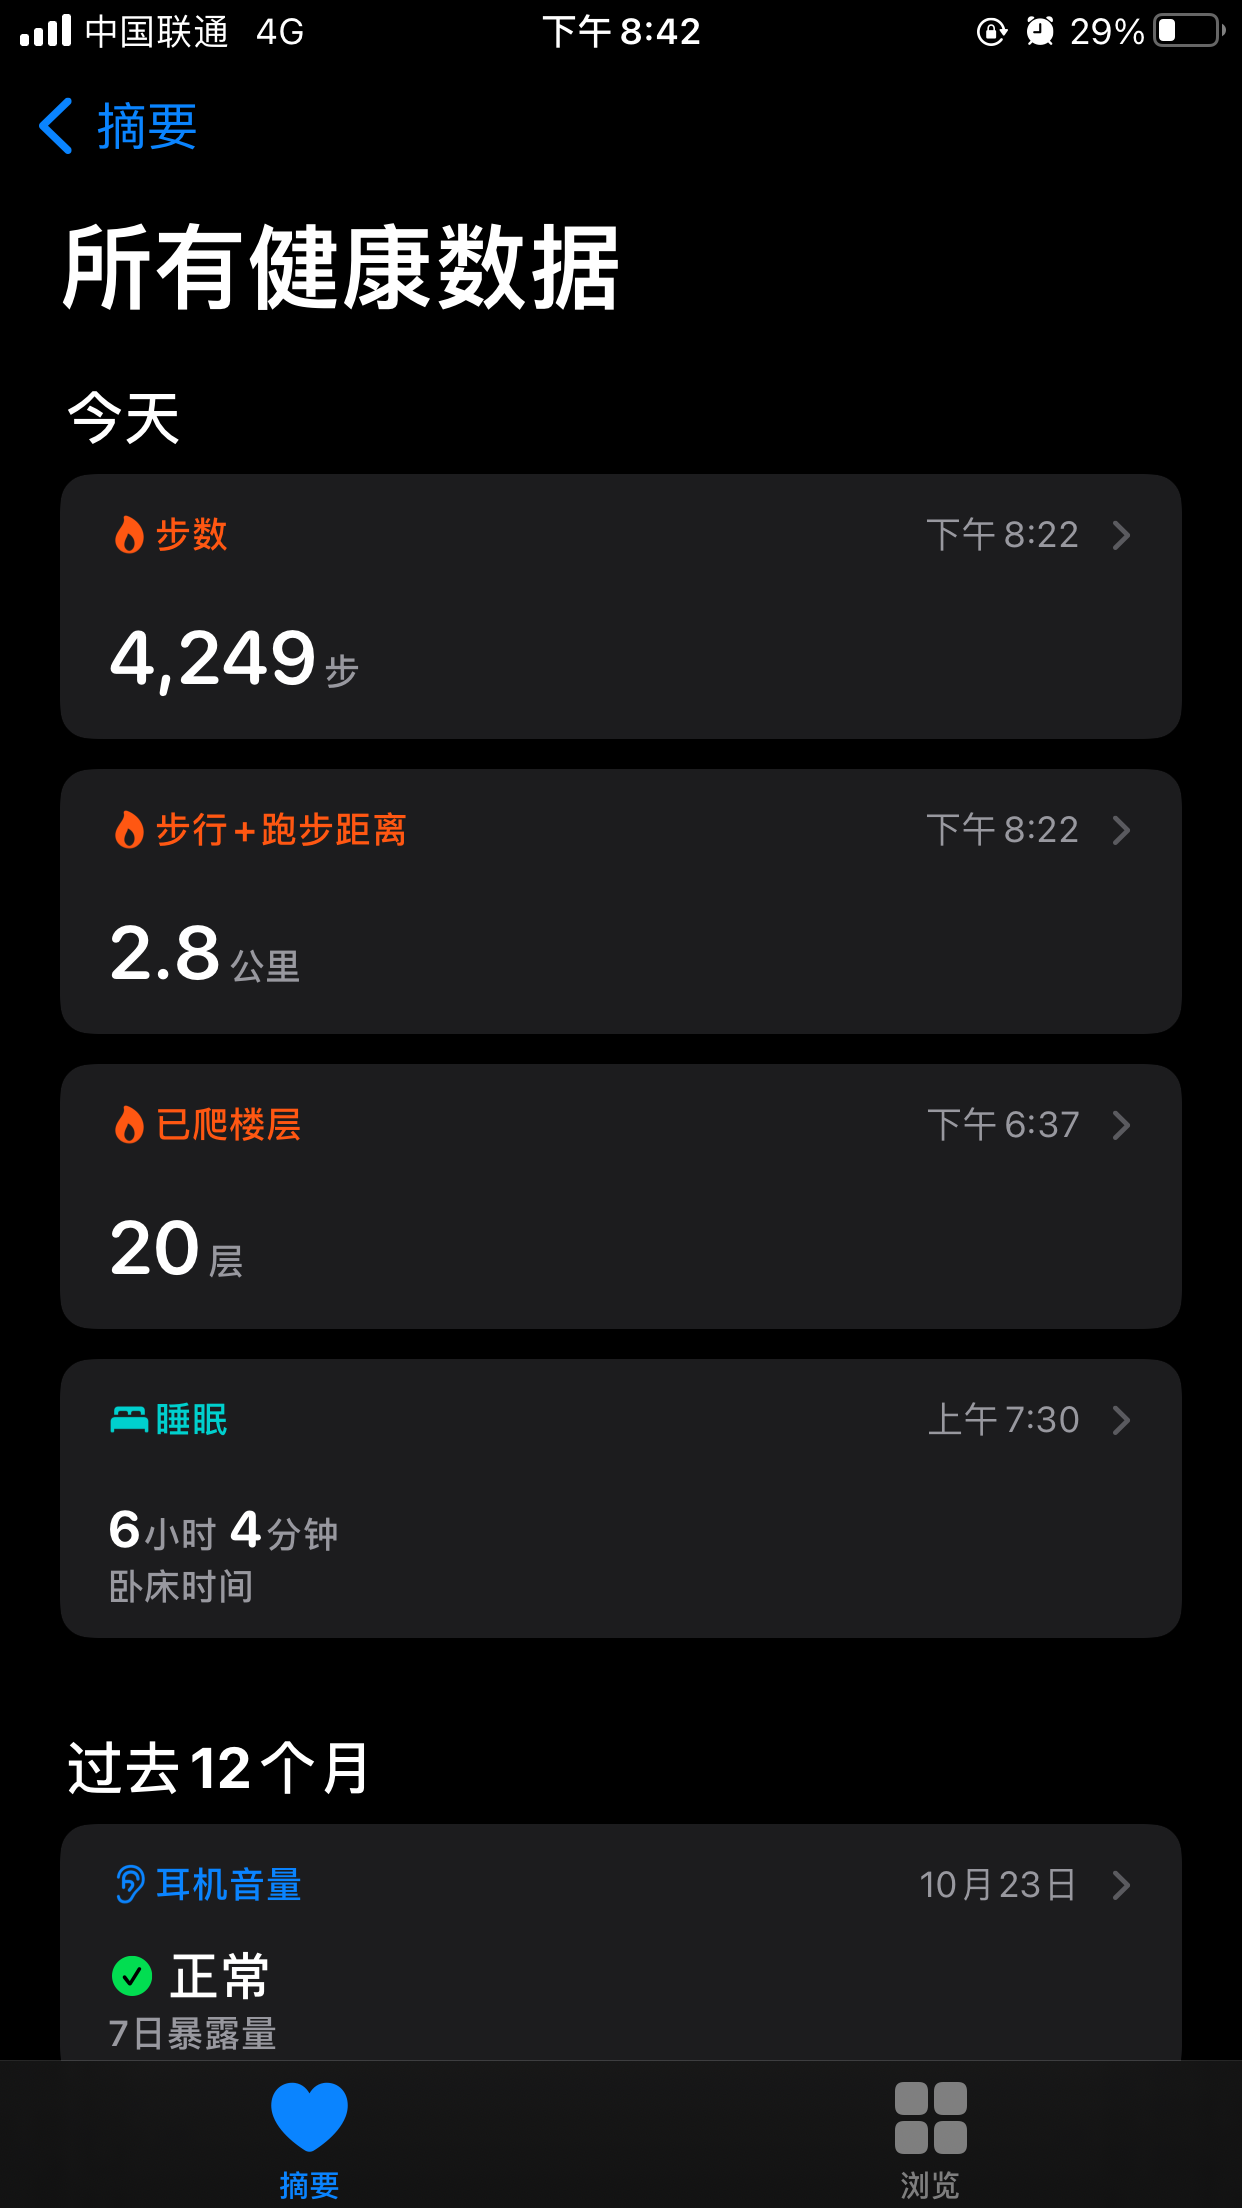 中国联通 4G 下午 8:42 29%
摘要
所有健康数据
今天
步数 下午 8:22
4,249 步
步行+跑步距离 下午 8:22
2.8 公里
已爬楼层 下午 6:37
20 层
睡眠 上午 7:30
6小时 4分钟
卧床时间
过去12个月
耳机音量 10月23日
正常
7日暴露量
摘要 浏览